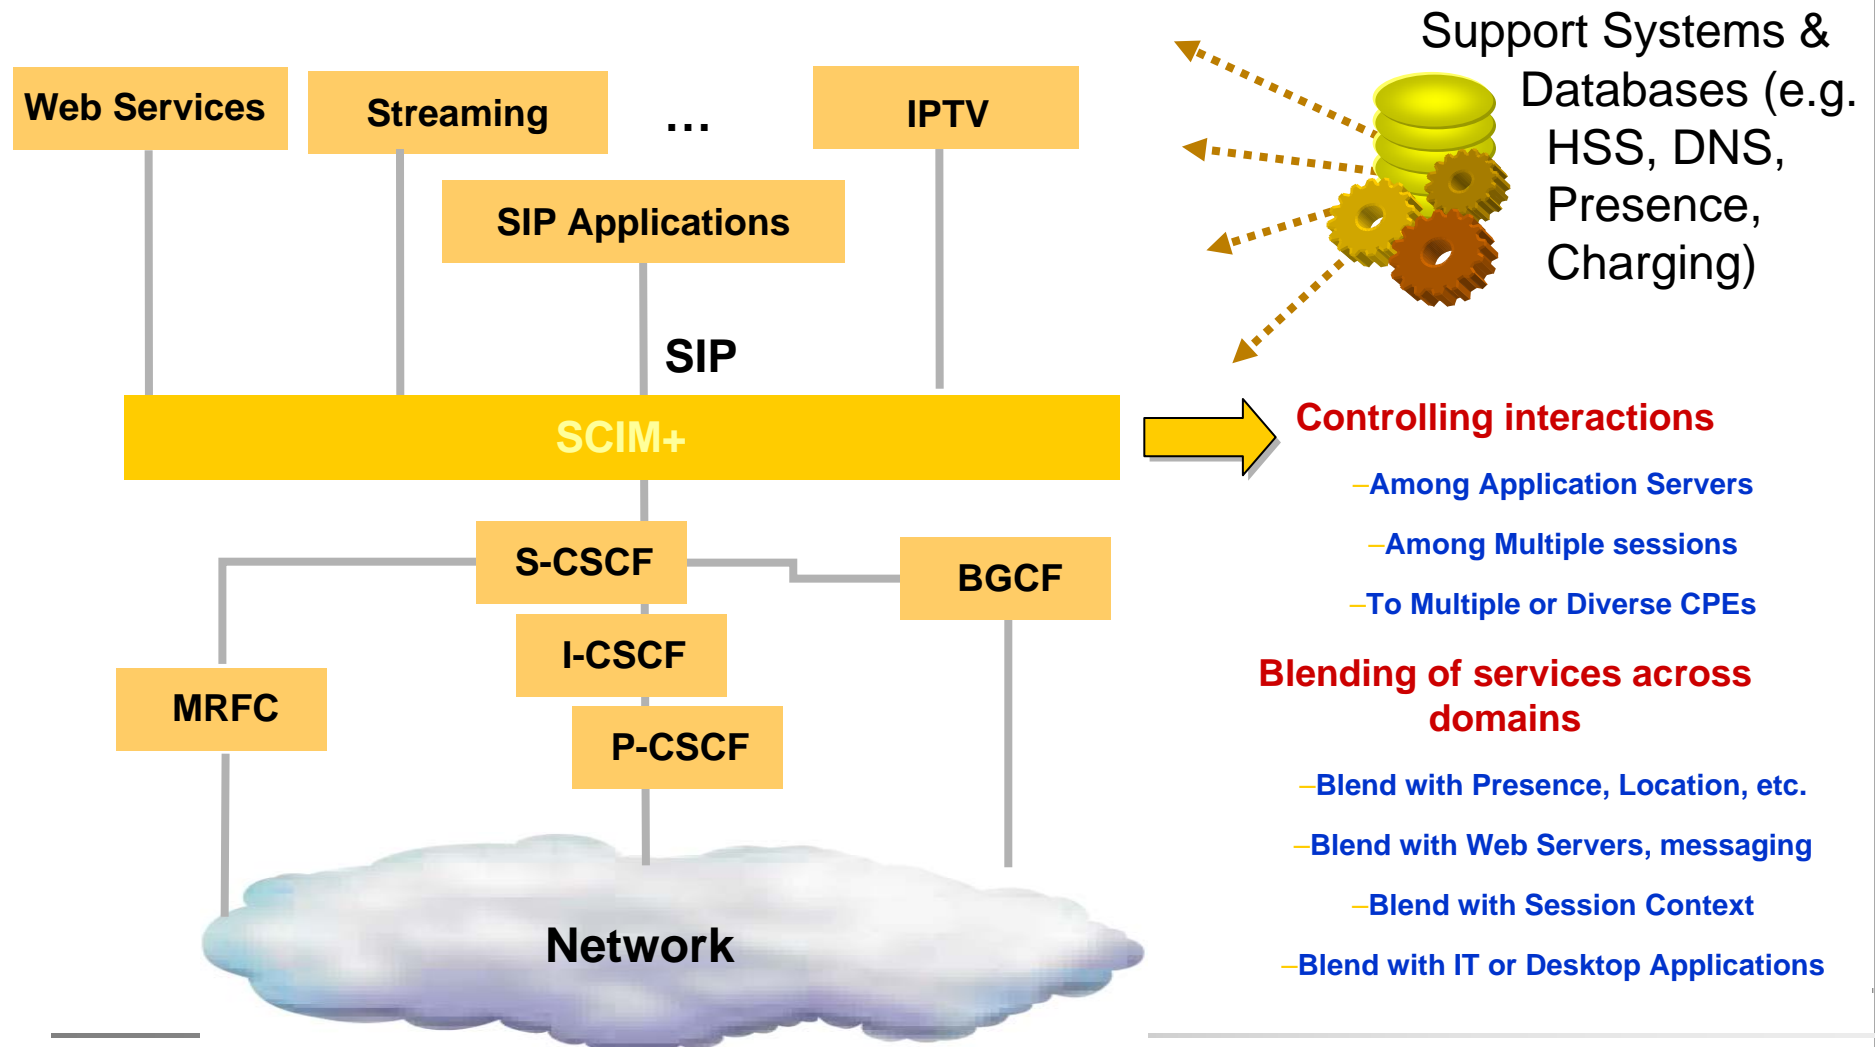 Support Systems &
Databases (e.g.
HSS, DNS,
Presence,
Charging)
Web Services
Streaming
...
IPTV
SIP Applications
SIP
SCIM+
Controlling interactions
–Among Application Servers
–Among Multiple sessions
–To Multiple or Diverse CPEs
S-CSCF
BGCF
I-CSCF
MRFC
P-CSCF
Network
Blending of services across
domains
–Blend with Presence, Location, etc.
–Blend with Web Servers, messaging
–Blend with Session Context
–Blend with IT or Desktop Applications